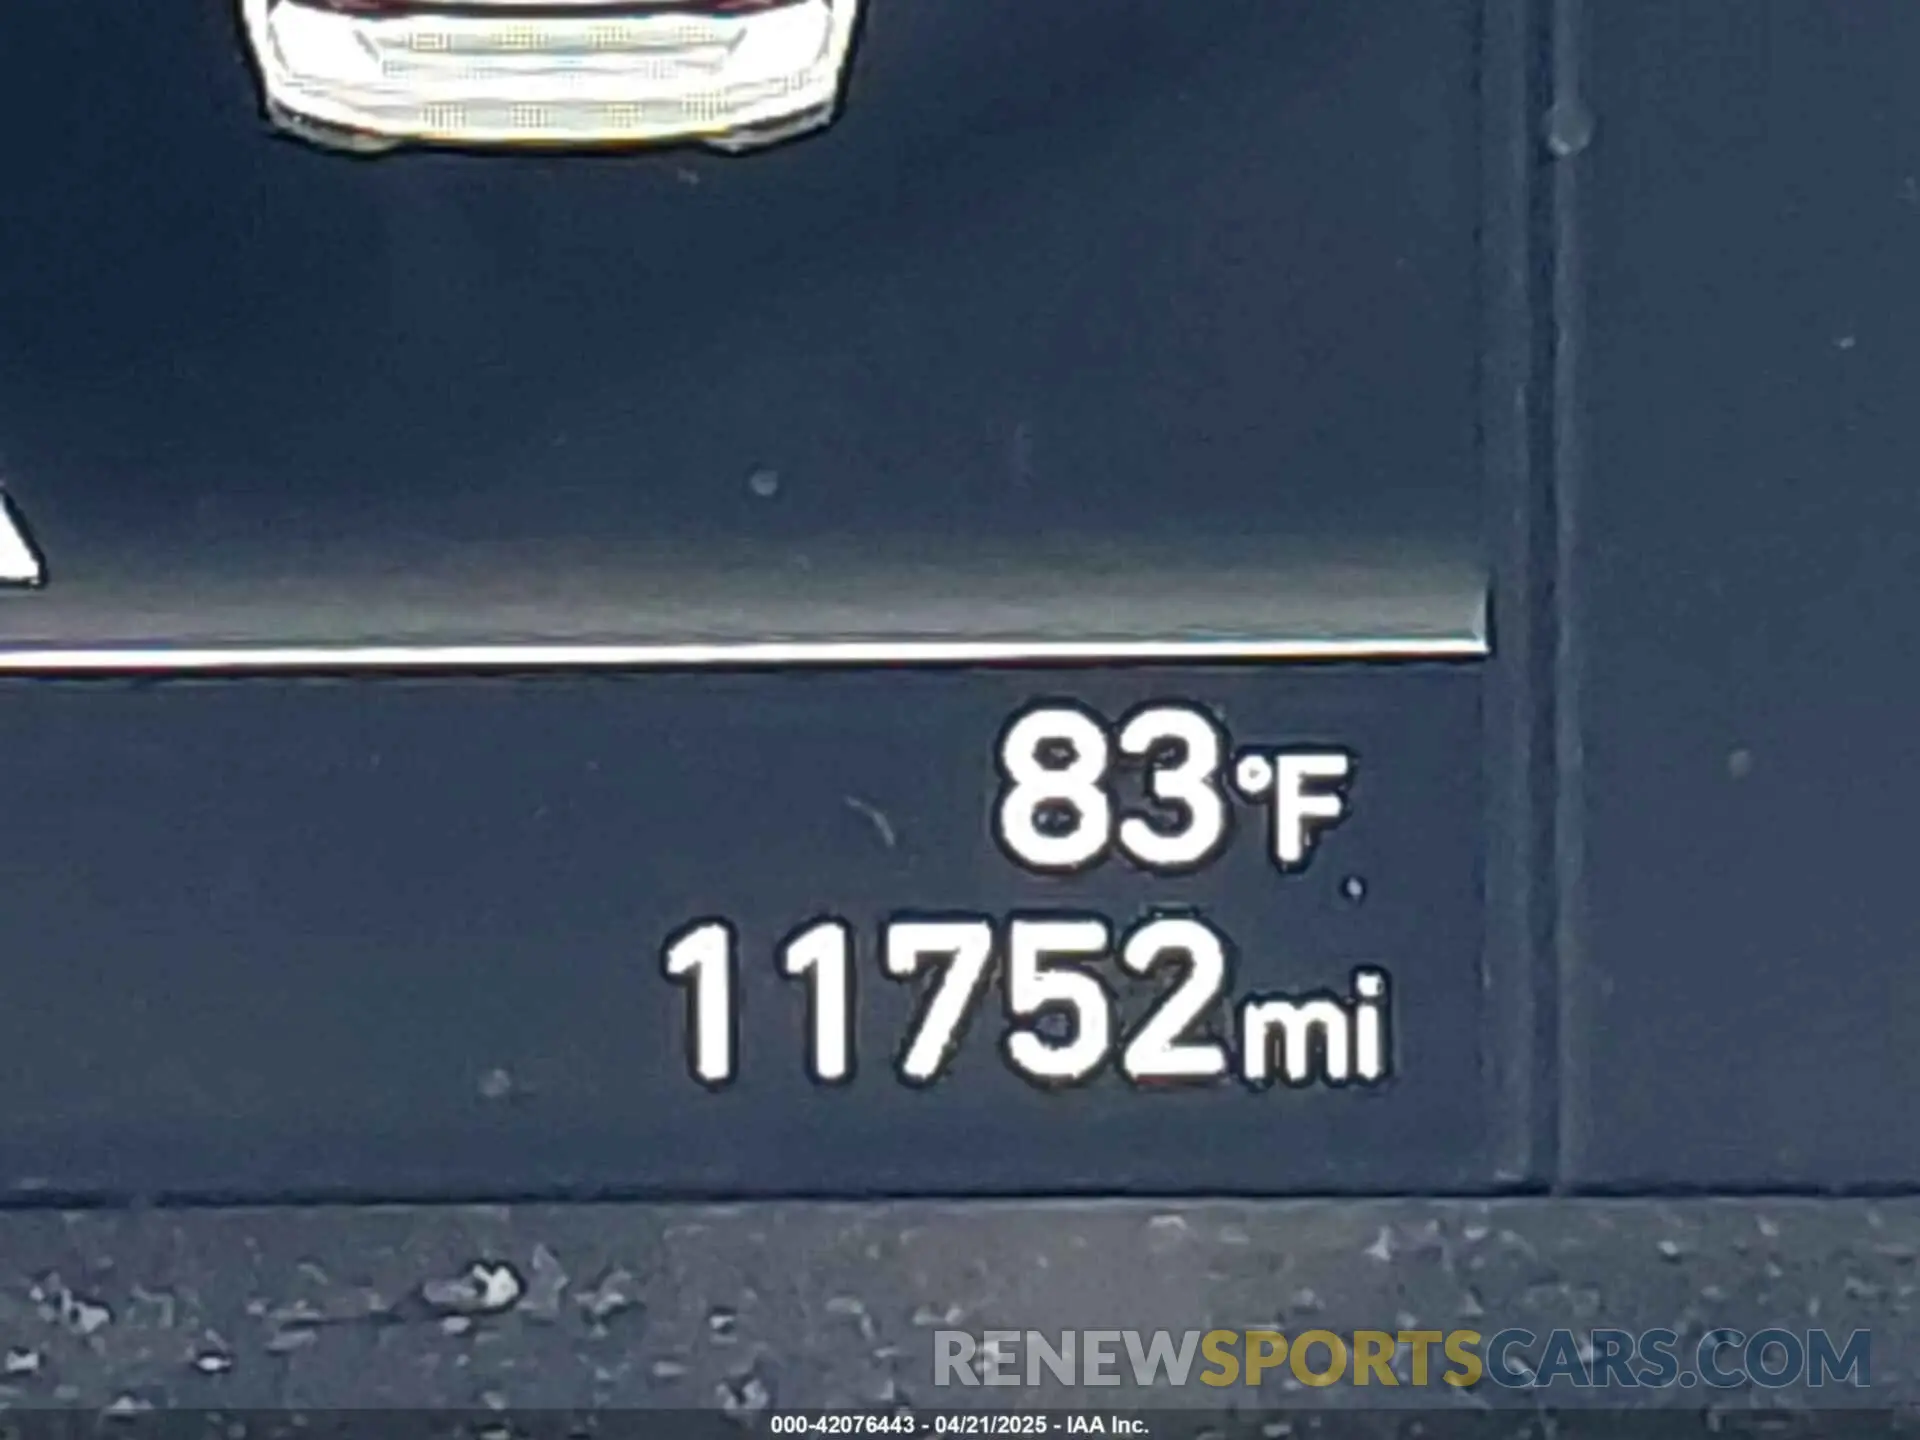 83°F
11752mi
RENEWSPORTSCARS.COM
000-42076443 - 04/21/2025 - IAA Inc.